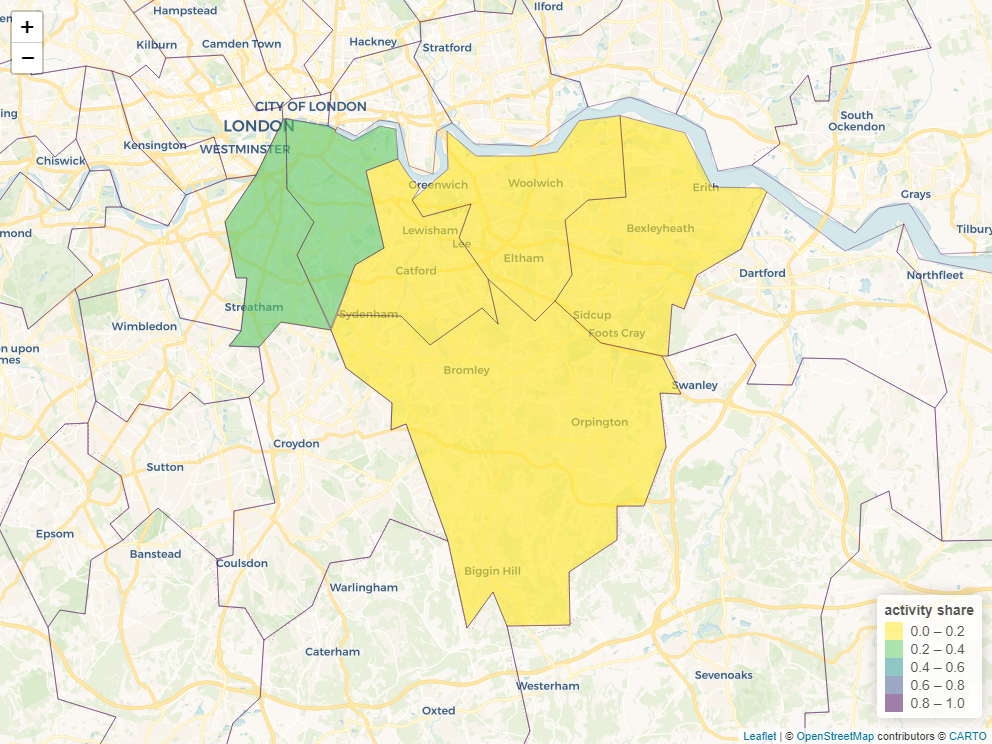 Hampstead
Ilford
Kilburn
Camden Town
Hackney
Stratford
+
−
CITY OF LONDON
LONDON
ing
South
Ockendon
Kensington
WESTMINSTER
Chiswick
Greenwich
Woolwich
Erith
Grays
mond
Lewisham
Lee
Bexleyheath
Tilbury
Eltham
Catford
Dartford
Northfleet
Streatham
Sydenham
Sidcup
Wimbledon
Foots Cray
n upon
mes
Bromley
Swanley
Orpington
Croydon
Sutton
Epsom
Banstead
Coulsdon
Biggin Hill
Warlingham
Caterham
Westerham
Sevenoaks
Oxted
activity share
0.0 – 0.2
0.2 – 0.4
0.4 – 0.6
0.6 – 0.8
0.8 – 1.0
Leaflet | © OpenStreetMap contributors © CARTO